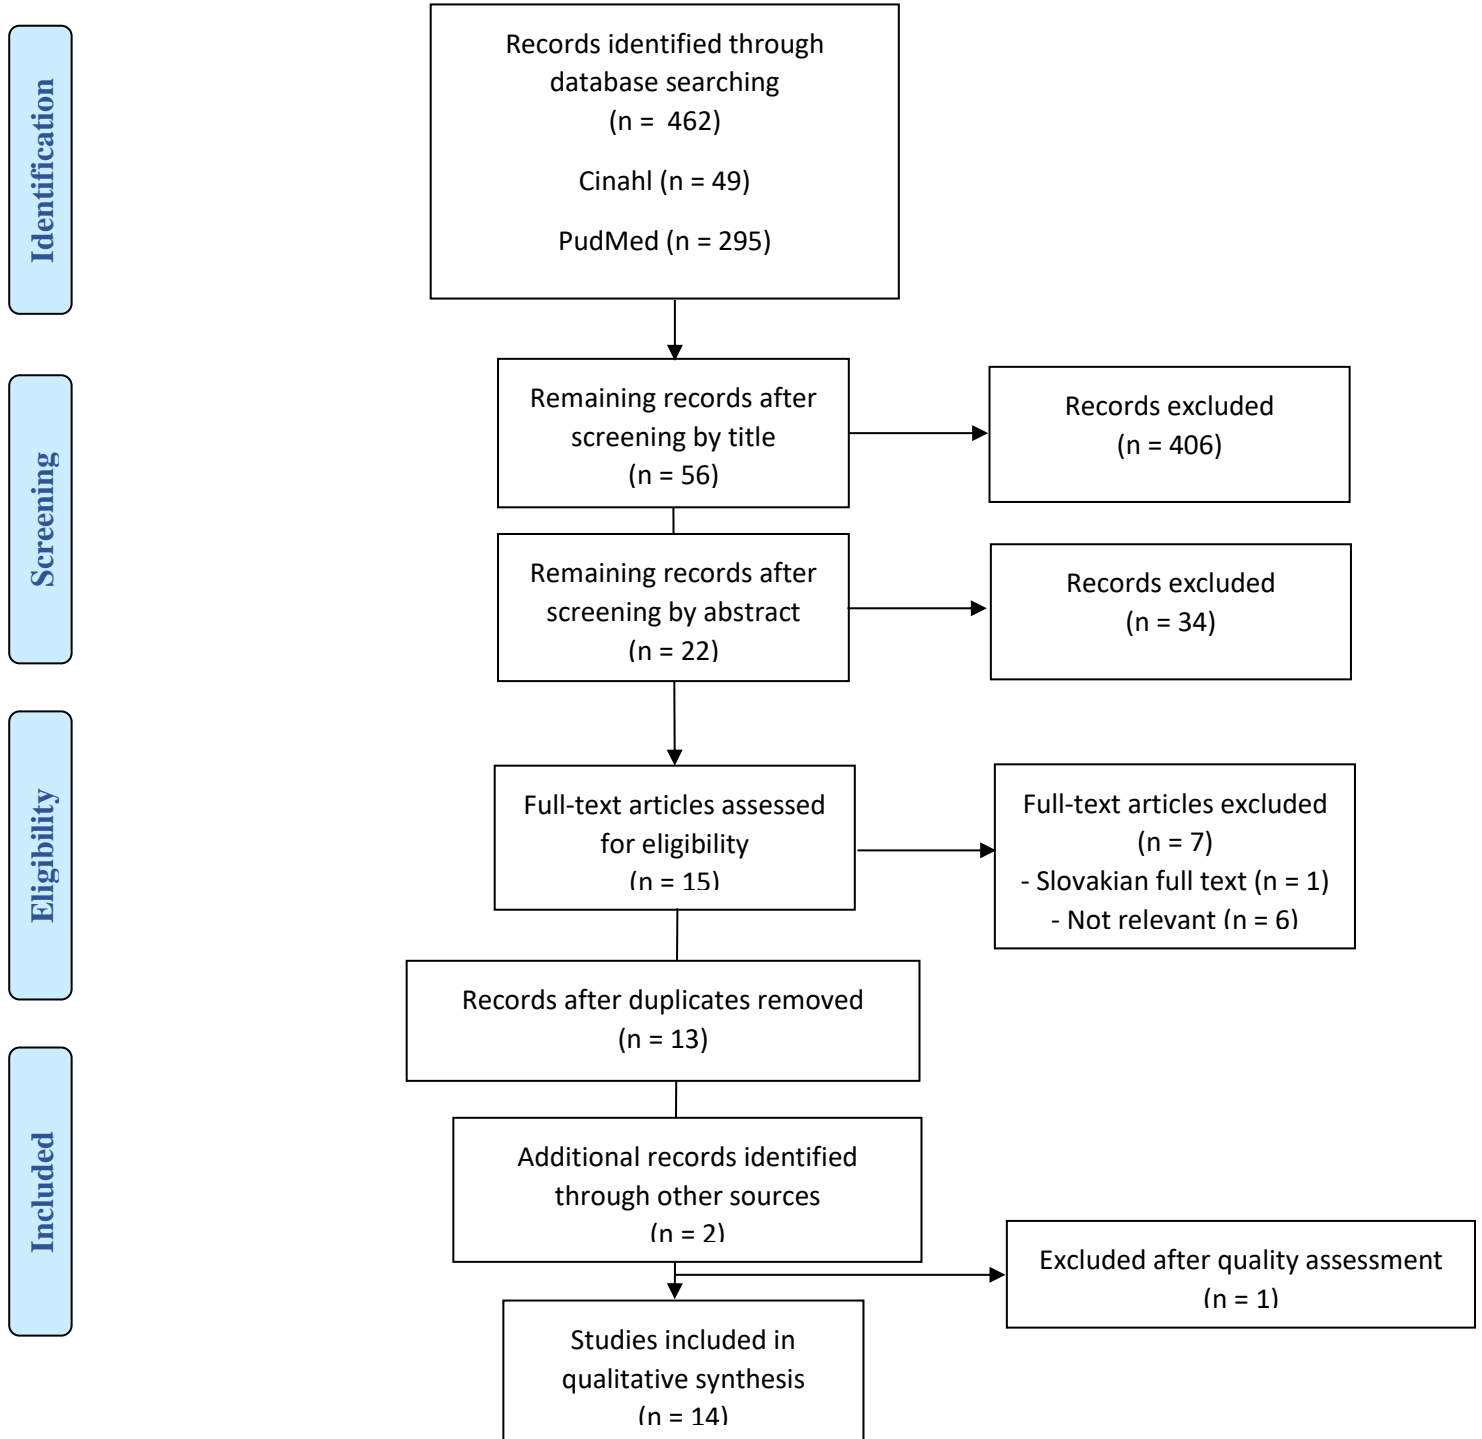 Identification
Records identified through
database searching
(n = 462)
Cinahl (n = 49)
PudMed (n = 295)
Screening
Remaining records after
screening by title
(n = 56)
Records excluded
(n = 406)
Remaining records after
screening by abstract
(n = 22)
Records excluded
(n = 34)
Eligibility
Full-text articles assessed
for eligibility
(n = 15)
Full-text articles excluded
(n = 7)
- Slovakian full text (n = 1)
- Not relevant (n = 6)
Records after duplicates removed
(n = 13)
Included
Additional records identified
through other sources
(n = 2)
Excluded after quality assessment
(n = 1)
Studies included in
qualitative synthesis
(n = 14)